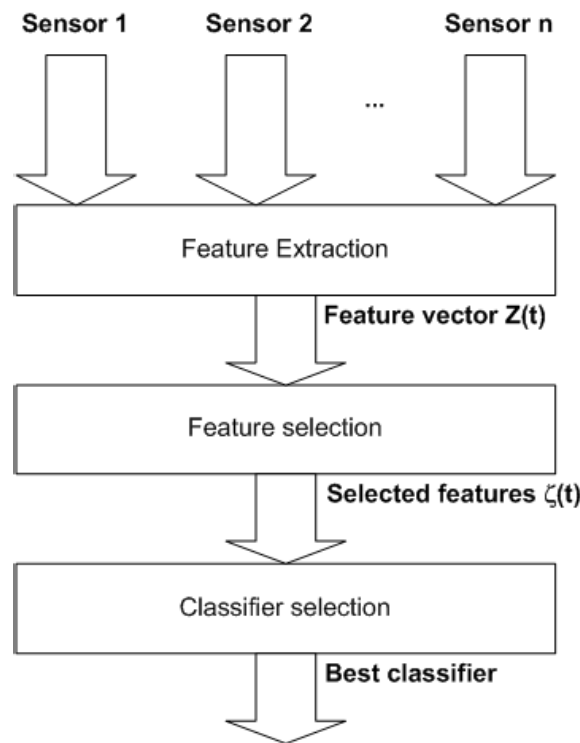 Sensor 1 Sensor 2 Sensor n
...
Feature Extraction
Feature vector Z(t)
Feature selection
Selected features ζ(t)
Classifier selection
Best classifier